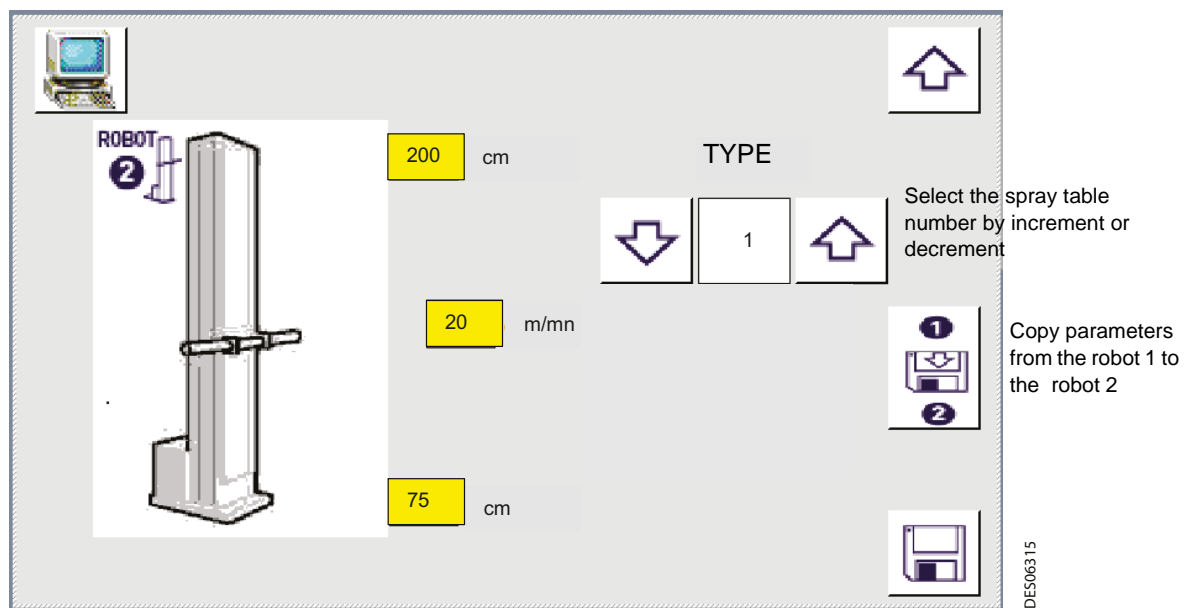 ROBOT
2
200 cm
TYPE
Select the spray table
number by increment or
decrement
1
20 m/mn
1
Copy parameters
from the robot 1 to
the robot 2
2
75 cm
DES06315